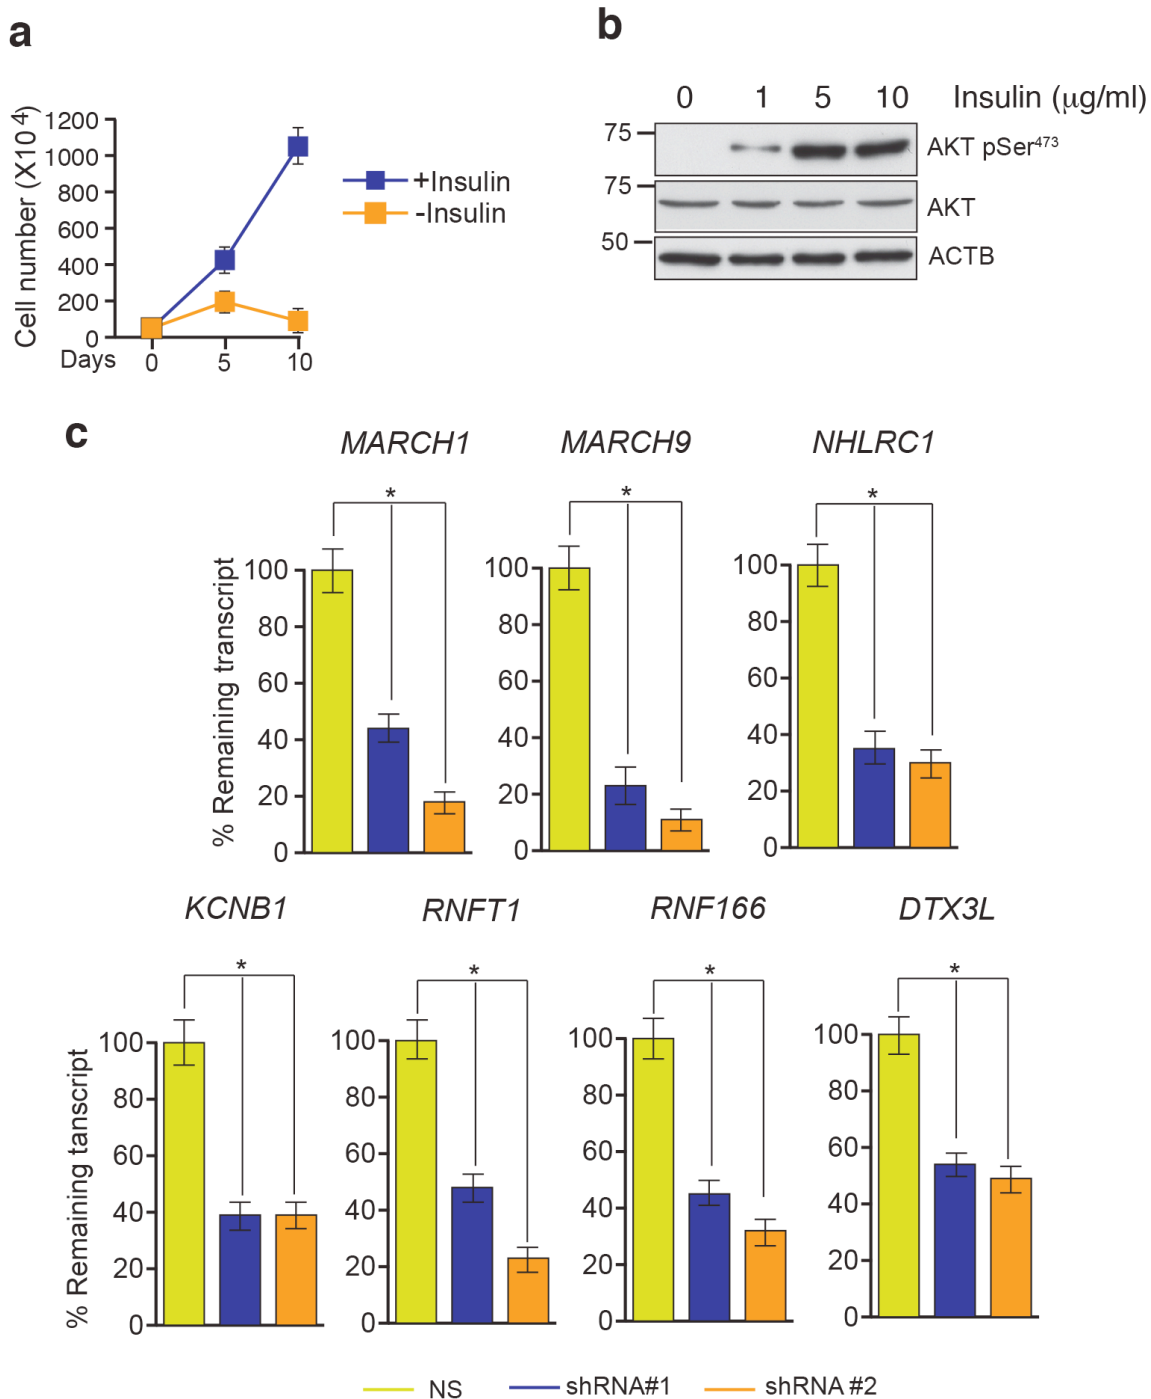 a
Cell number (X10⁴)
1200
1000
800
600
400
200
0
Days 0 5 10
+Insulin
-Insulin
b
0 1 5 10 Insulin (μg/ml)
75
AKT pSer⁴⁷³
75
AKT
50
ACTB
c
MARCH1
*
% Remaining transcript
100
80
60
40
20
0
MARCH9
*
100
80
60
40
20
0
NHLRC1
*
100
80
60
40
20
0
KCNB1
*
% Remaining tanscript
100
80
60
40
20
0
RNFT1
*
100
80
60
40
20
0
RNF166
*
100
80
60
40
20
0
DTX3L
*
100
80
60
40
20
0
NS shRNA#1 shRNA #2